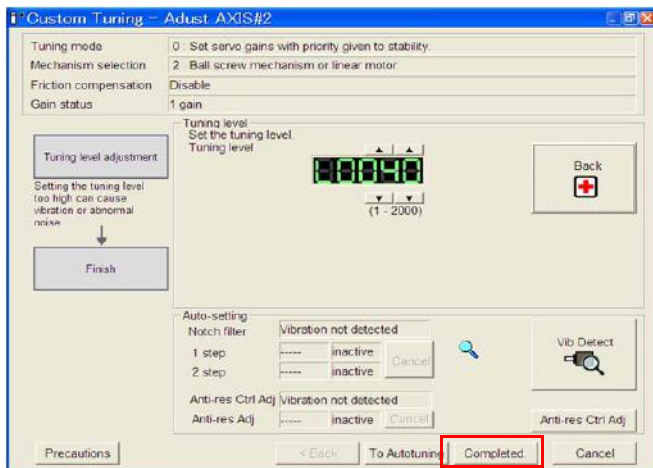 Custom Tuning - Adust AXIS#2
Tuning mode 0 : Set servo gains with priority given to stability.
Mechanism selection 2 : Ball screw mechanism or linear motor
Friction compensation Disable
Gain status 1 gain
Tuning level
Set the tuning level.
Tuning level
10040
(1 - 2000)
Tuning level adjustment
Setting the tuning level
too high can cause
vibration or abnormal
noise
Finish
Back
Auto-setting
Notch filter Vibration not detected
1 step ----- inactive Cancel
2 step ----- inactive
Vib Detect
Anti-res Ctrl Adj Vibration not detected
Anti-res Adj ----- inactive Cancel
Anti-res Ctrl Adj
Precautions < Back To Autotuning Completed. Cancel